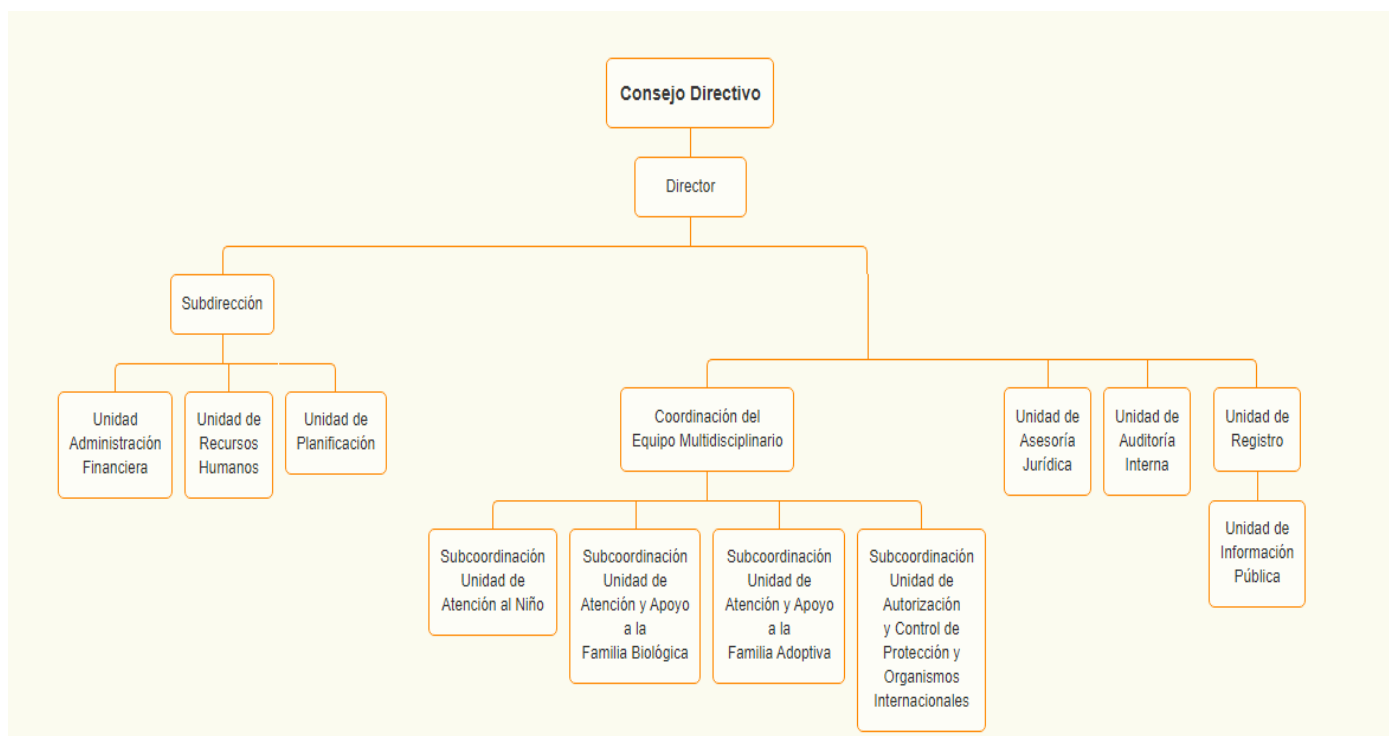 Consejo Directivo
Director
Subdirección
Unidad
Administración
Financiera
Unidad de
Recursos
Humanos
Unidad de
Planificación
Coordinación del
Equipo Multidisciplinario
Unidad de
Asesoría
Jurídica
Unidad de
Auditoría
Interna
Unidad de
Registro
Subcoordinación
Unidad de
Atención al Niño
Subcoordinación
Unidad de
Atención y Apoyo
a la
Familia Biológica
Subcoordinación
Unidad de
Atención y Apoyo
a la
Familia Adoptiva
Subcoordinación
Unidad de
Autorización
y Control de
Protección y
Organismos
Internacionales
Unidad de
Información
Pública